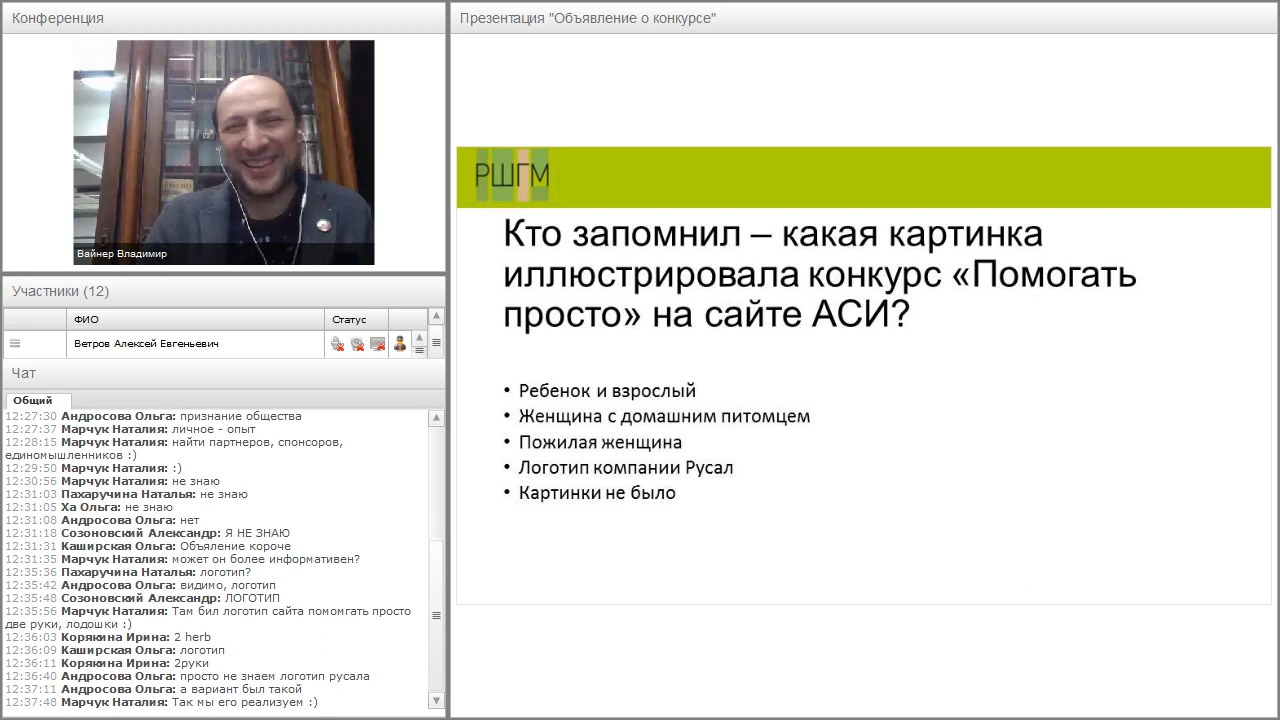 Конференция
Вайнер Владимир
Участники (12)
ФИО Статус
Ветров Алексей Евгеньевич
Чат
Общий
12:27:30 Андросова Ольга: признание общества
12:27:37 Марчук Наталия: личное - опыт
12:28:15 Марчук Наталия: найти партнеров, спонсоров,
единомышленников :)
12:29:50 Марчук Наталия: :)
12:30:56 Марчук Наталия: не знаю
12:31:03 Пахаручина Наталья: не знаю
12:31:05 Ха Ольга: не знаю
12:31:08 Андросова Ольга: нет
12:31:18 Созоновский Александр: Я НЕ ЗНАЮ
12:31:31 Каширская Ольга: Объяление короче
12:31:35 Марчук Наталия: может он более информативен?
12:35:36 Пахаручина Наталья: логотип?
12:35:42 Андросова Ольга: видимо, логотип
12:35:48 Созоновский Александр: ЛОГОТИП
12:35:56 Марчук Наталия: Там бил логотип сайта помомгать просто
две руки, лодошки :)
12:36:03 Корякина Ирина: 2 herb
12:36:09 Каширская Ольга: логотип
12:36:11 Корякина Ирина: 2руки
12:36:40 Андросова Ольга: просто не знаем логотип русала
12:37:11 Андросова Ольга: а вариант был такой
12:37:48 Марчук Наталия: Так мы его реализуем :)
Презентация "Объявление о конкурсе"
РШГМ
Кто запомнил – какая картинка
иллюстрировала конкурс «Помогать
просто» на сайте АСИ?
• Ребенок и взрослый
• Женщина с домашним питомцем
• Пожилая женщина
• Логотип компании Русал
• Картинки не было